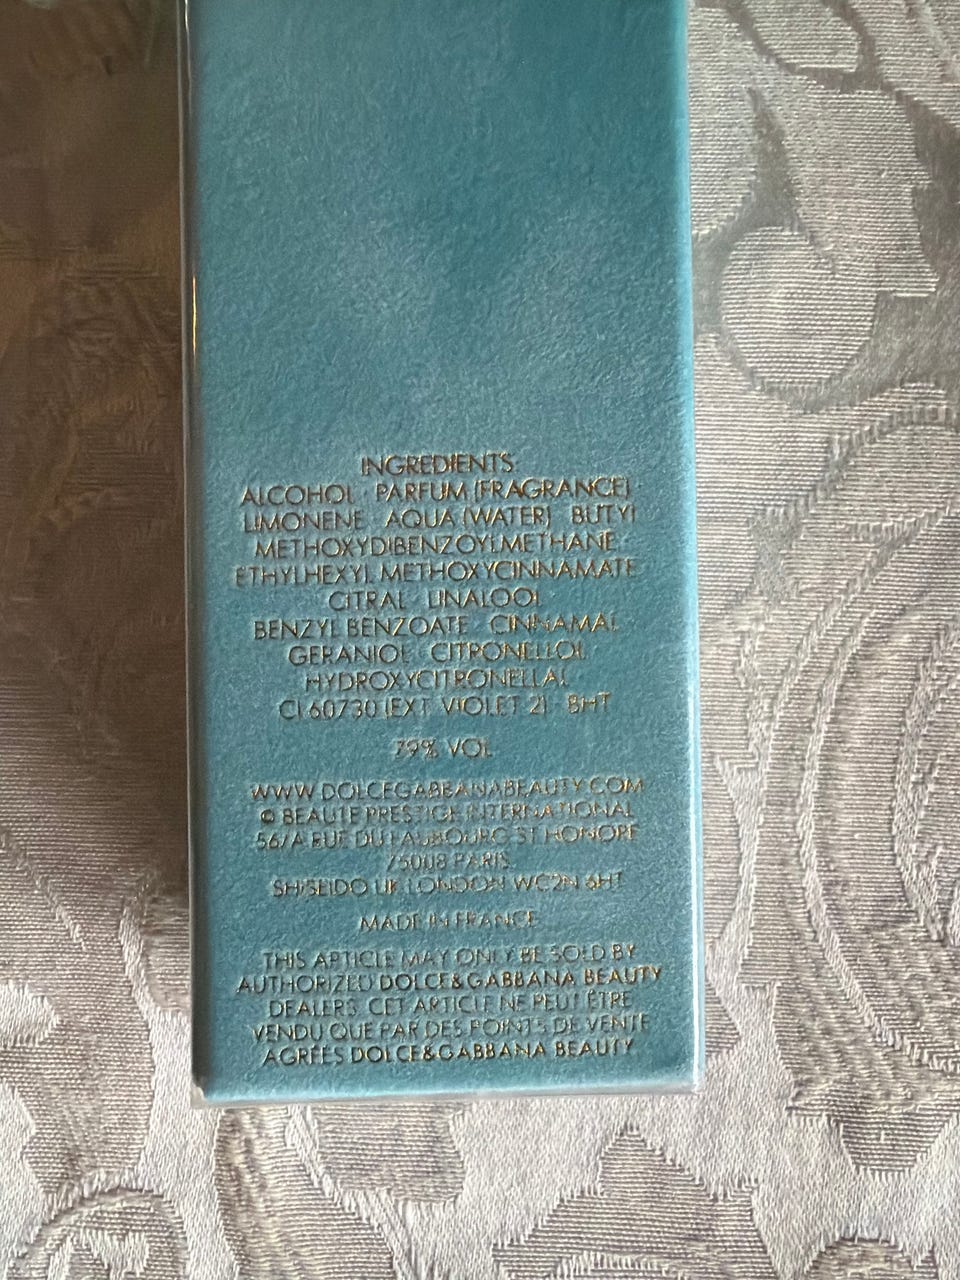 INGREDIENTS:
ALCOHOL · PARFUM (FRAGRANCE) ·
LIMONENE · AQUA (WATER) · BUTYL
METHOXYDIBENZOYLMETHANE ·
ETHYLHEXYL METHOXYCINNAMATE
CITRAL · LINALOOL
BENZYL BENZOATE · CINNAMAL
GERANIOL · CITRONELLOL
HYDROXYCITRONELLAL
CI 60730 (EXT. VIOLET 2) · BHT
79% VOL
WWW.DOLCEGABBANABEAUTY.COM
© BEAUTE PRESTIGE INTERNATIONAL
56/A RUE DU FAUBOURG ST HONORE
75008 PARIS
SHISEIDO UK LONDON WC2N 6HT
MADE IN FRANCE
THIS ARTICLE MAY ONLY BE SOLD BY
AUTHORIZED DOLCE&GABBANA BEAUTY
DEALERS. CET ARTICLE NE PEUT ÊTRE
VENDU QUE PAR DES POINTS DE VENTE
AGRÉES DOLCE&GABBANA BEAUTY.